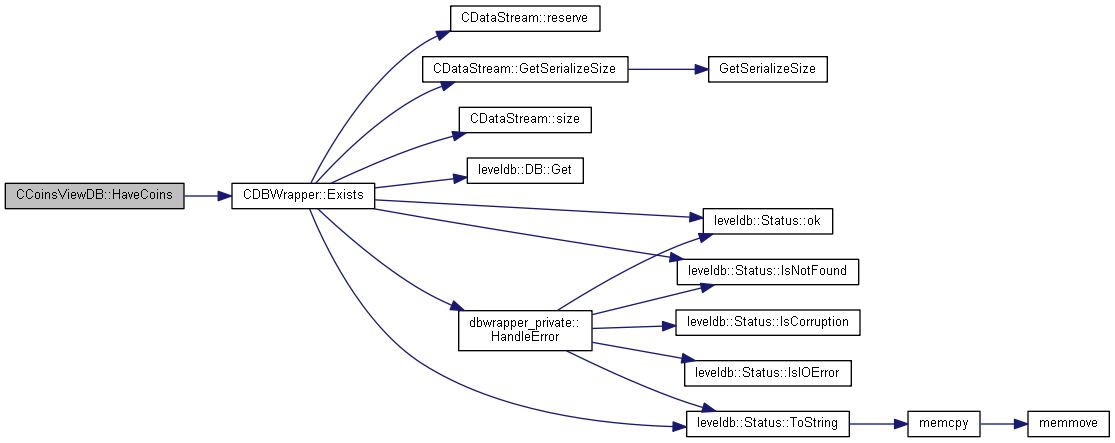 CDataStream::reserve
CDataStream::GetSerializeSize
GetSerializeSize
CDataStream::size
leveldb::DB::Get
CCoinsViewDB::HaveCoins
CDBWrapper::Exists
leveldb::Status::ok
leveldb::Status::IsNotFound
dbwrapper_private::
HandleError
leveldb::Status::IsCorruption
leveldb::Status::IsIOError
leveldb::Status::ToString
memcpy
memmove